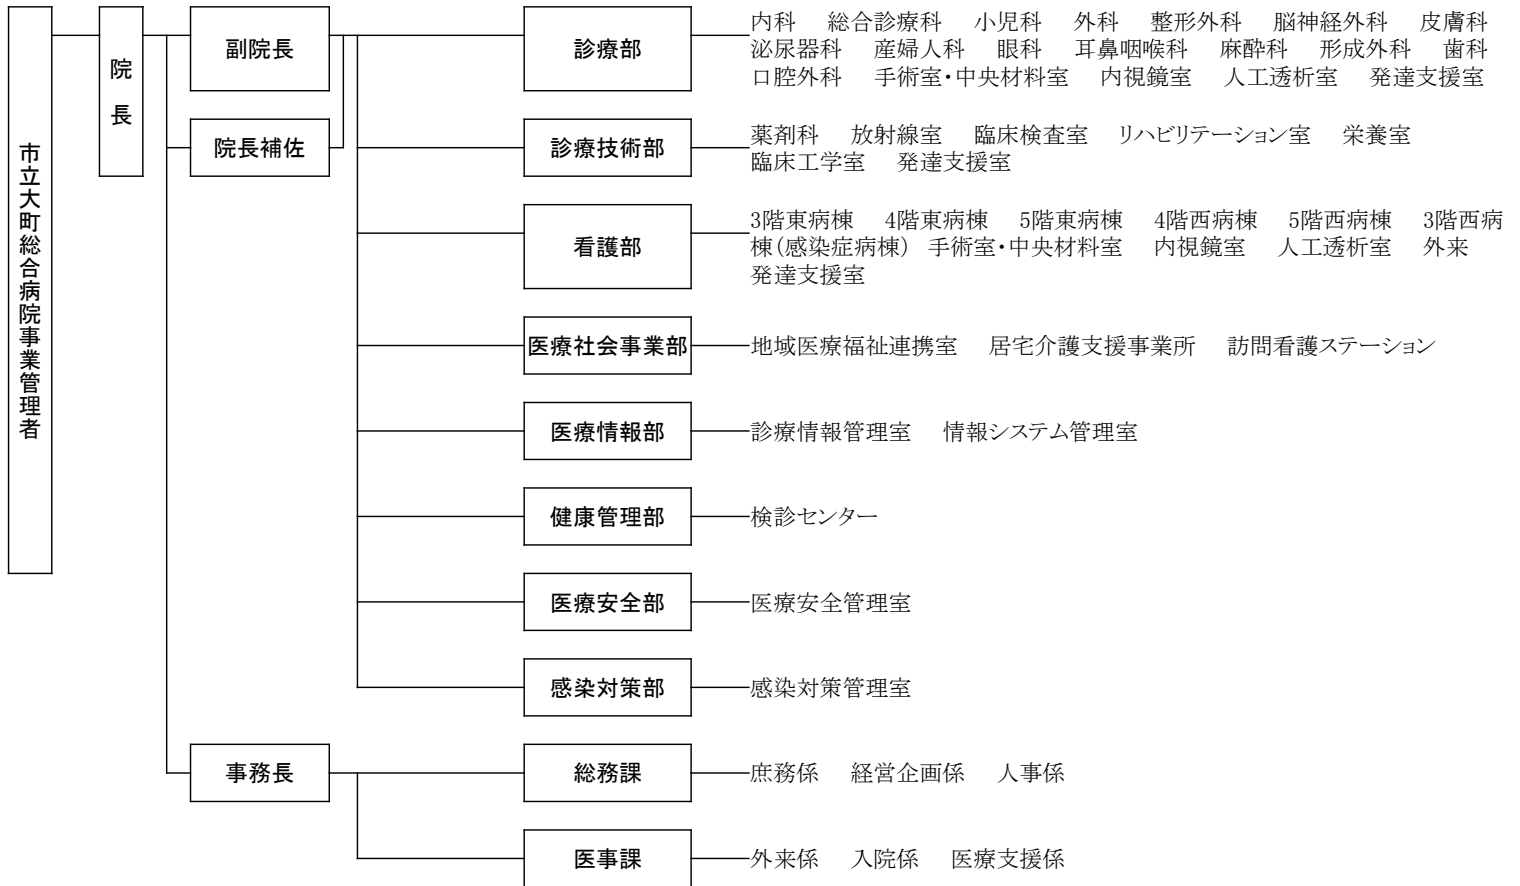 市立大町総合病院事業管理者
院長
副院長
院長補佐
事務長
診療部
内科　総合診療科　小児科　外科　整形外科　脳神経外科　皮膚科
泌尿器科　産婦人科　眼科　耳鼻咽喉科　麻酔科　形成外科　歯科
口腔外科　手術室・中央材料室　内視鏡室　人工透析室　発達支援室
診療技術部
薬剤科　放射線室　臨床検査室　リハビリテーション室　栄養室
臨床工学室　発達支援室
看護部
3階東病棟　4階東病棟　5階東病棟　4階西病棟　5階西病棟　3階西病
棟(感染症病棟)　手術室・中央材料室　内視鏡室　人工透析室　外来
発達支援室
医療社会事業部
地域医療福祉連携室　居宅介護支援事業所　訪問看護ステーション
医療情報部
診療情報管理室　情報システム管理室
健康管理部
検診センター
医療安全部
医療安全管理室
感染対策部
感染対策管理室
総務課
庶務係　経営企画係　人事係
医事課
外来係　入院係　医療支援係